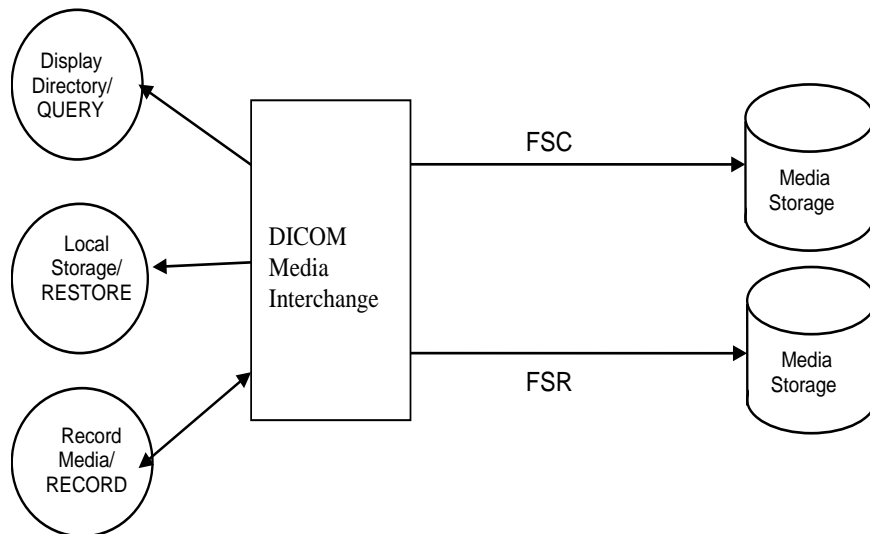 Display
Directory/
QUERY
Local
Storage/
RESTORE
Record
Media/
RECORD
DICOM
Media
Interchange
FSC
FSR
Media
Storage
Media
Storage